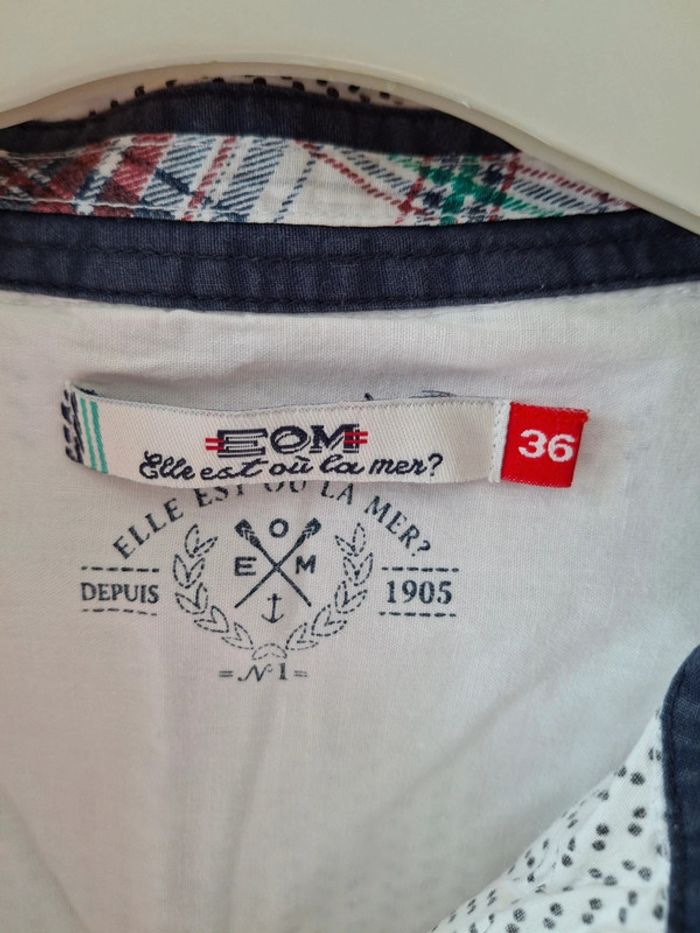 EOM
Elle est où la mer?
36
ELLE EST OÙ LA MER?
O
E M
DEPUIS 1905
=N°1=